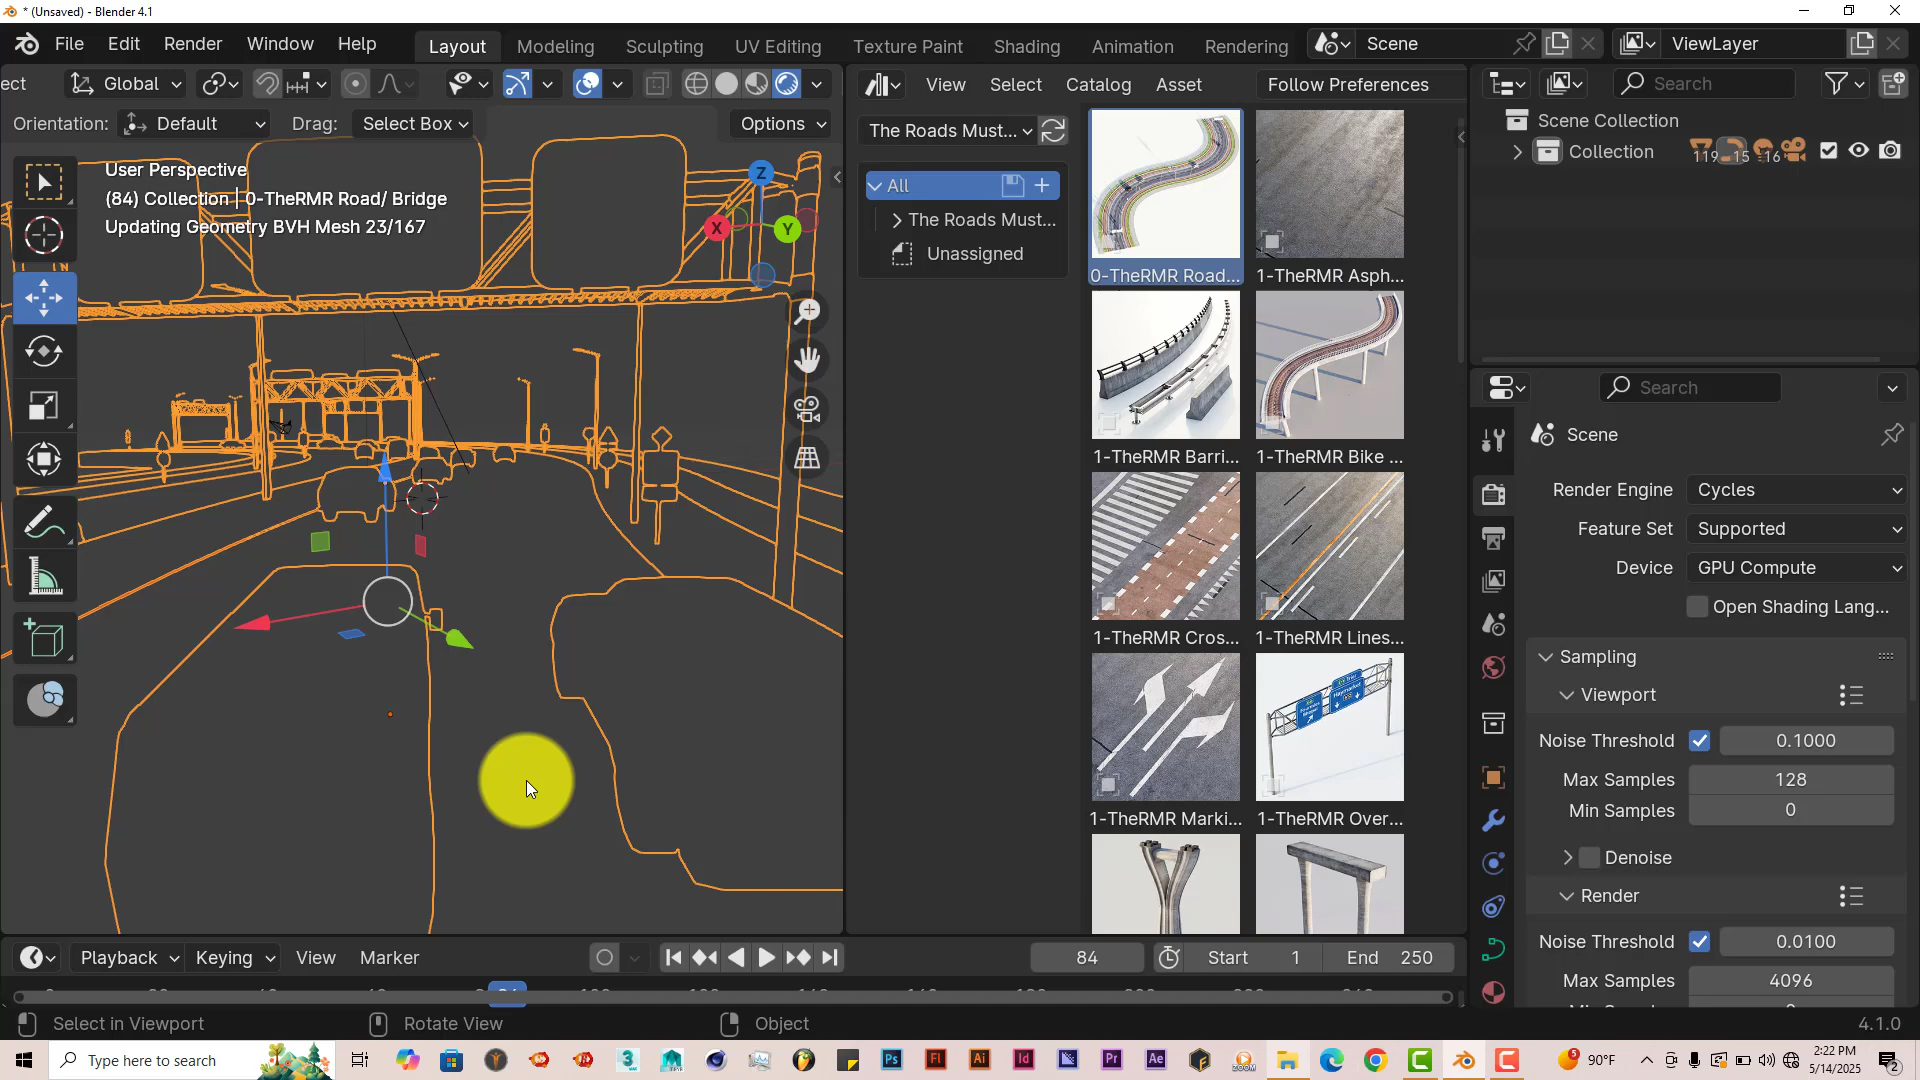 * (Unsaved) - Blender 4.1
File Edit Render Window Help
Layout Modeling Sculpting UV Editing Texture Paint Shading Animation Rendering
Scene
ViewLayer
ect Global
View Select Catalog Asset Follow Preferences
Search
Orientation: Default Drag: Select Box Options
The Roads Must...
All
The Roads Must...
Unassigned
User Perspective
(84) Collection | 0-TheRMR Road/ Bridge
Updating Geometry BVH Mesh 23/167
Z
X
Y
0-TheRMR Road...
1-TheRMR Asph...
1-TheRMR Barri...
1-TheRMR Bike ...
1-TheRMR Cros...
1-TheRMR Lines...
1-TheRMR Marki...
1-TheRMR Over...
Scene Collection
Collection 119 15 16
Search
Scene
Render Engine Cycles
Feature Set Supported
Device GPU Compute
Open Shading Lang...
Sampling
Viewport
Noise Threshold 0.1000
Max Samples 128
Min Samples 0
Denoise
Render
Noise Threshold 0.0100
Max Samples 4096
Playback Keying View Marker
84 Start 1 End 250
Select in Viewport Rotate View Object
4.1.0
Type here to search
90°F
2:22 PM
5/14/2025